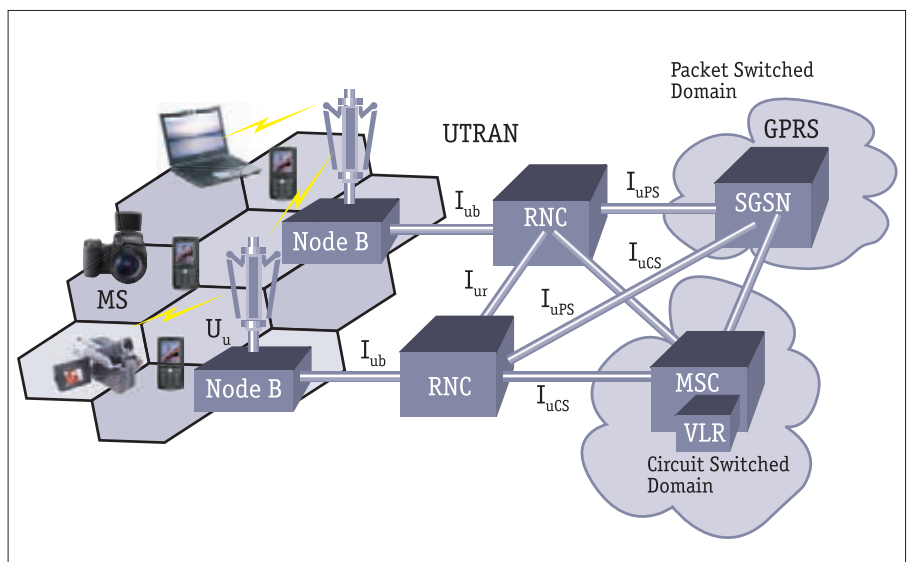 Packet Switched
Domain
UTRAN
GPRS
I_uPS
SGSN
I_ub
RNC
Node B
I_uCS
I_ur
I_uPS
MS
U_u
I_ub
Node B
RNC
I_uCS
MSC
VLR
Circuit Switched
Domain